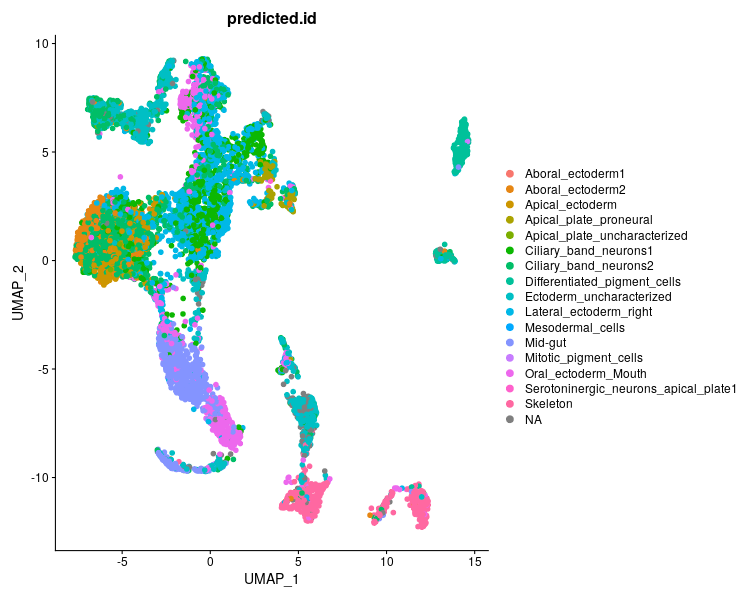 predicted.id
10
5
0
-5
-10
UMAP_2
-5
0
5
10
15
UMAP_1
Aboral_ectoderm1
Aboral_ectoderm2
Apical_ectoderm
Apical_plate_proneural
Apical_plate_uncharacterized
Ciliary_band_neurons1
Ciliary_band_neurons2
Differentiated_pigment_cells
Ectoderm_uncharacterized
Lateral_ectoderm_right
Mesodermal_cells
Mid-gut
Mitotic_pigment_cells
Oral_ectoderm_Mouth
Serotoninergic_neurons_apical_plate1
Skeleton
NA